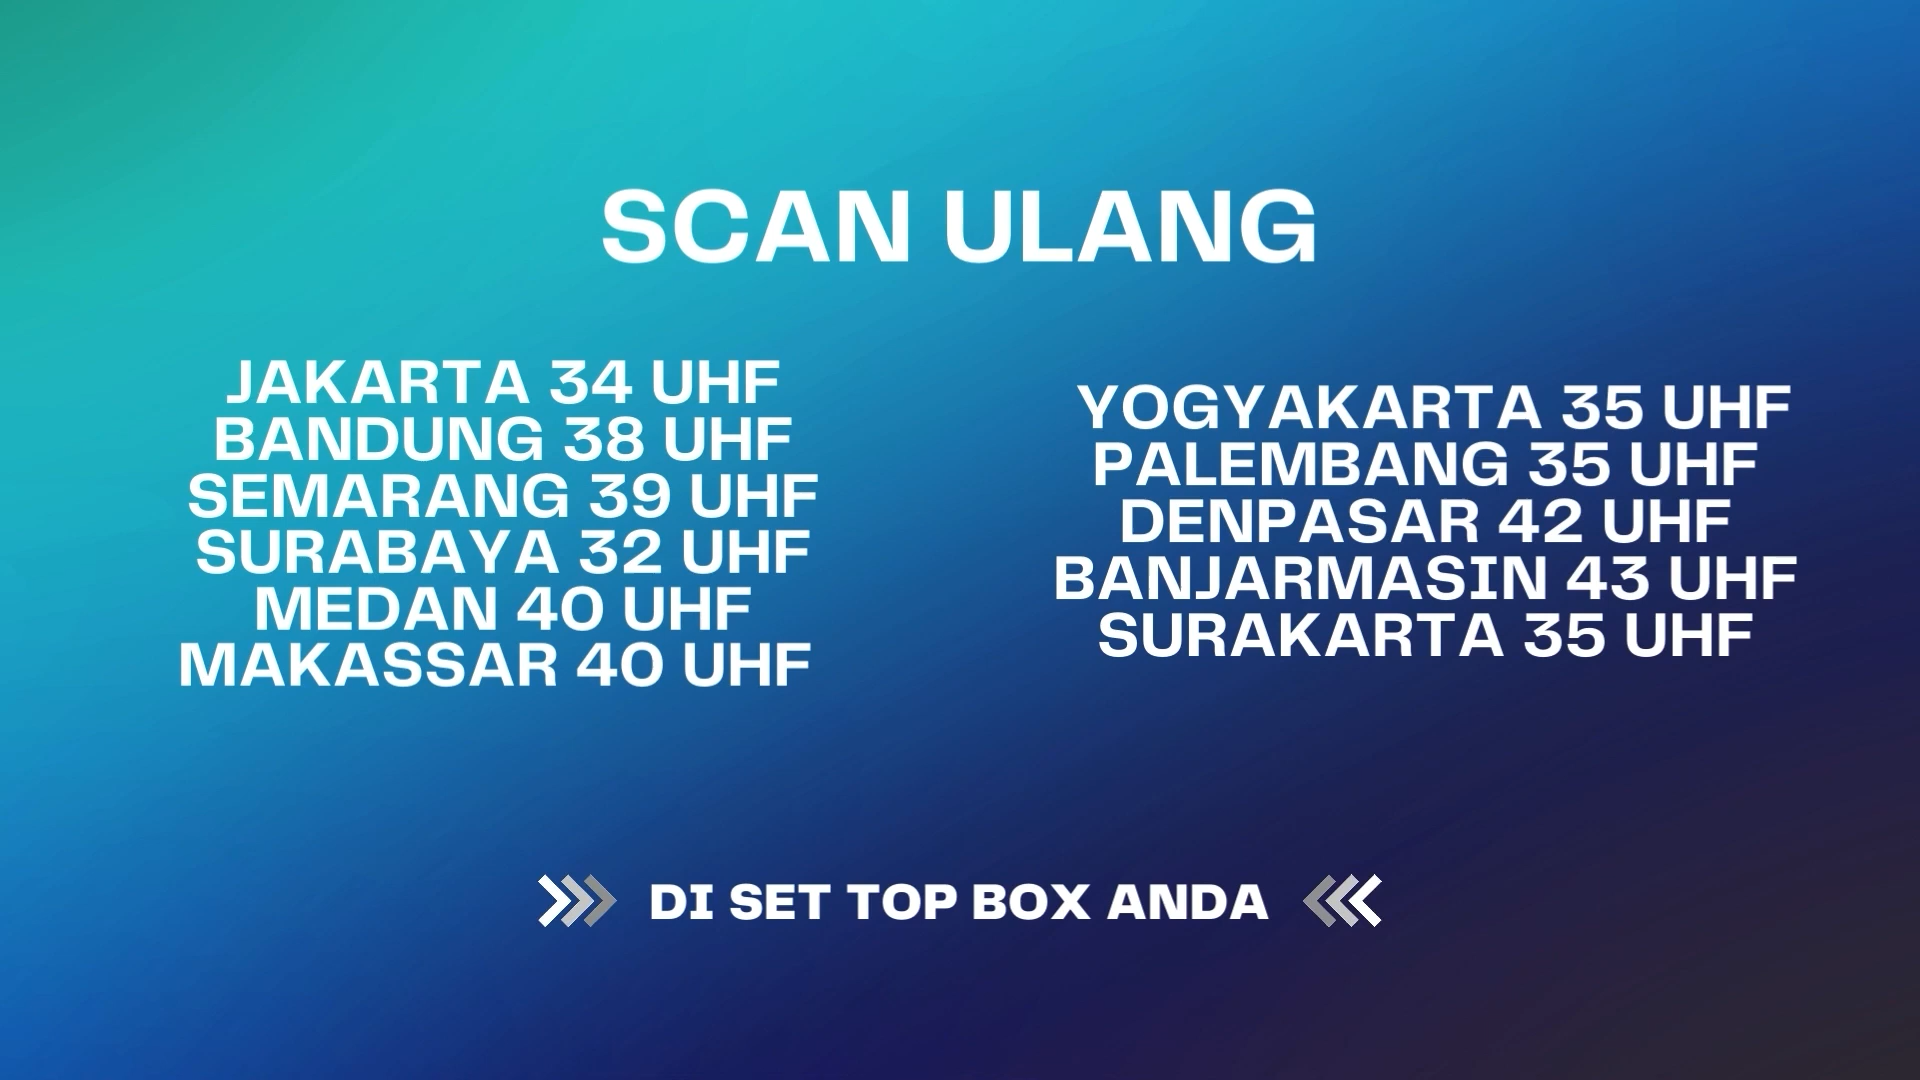 SCAN ULANG
JAKARTA 34 UHF
BANDUNG 38 UHF
SEMARANG 39 UHF
SURABAYA 32 UHF
MEDAN 40 UHF
MAKASSAR 40 UHF
YOGYAKARTA 35 UHF
PALEMBANG 35 UHF
DENPASAR 42 UHF
BANJARMASIN 43 UHF
SURAKARTA 35 UHF
DI SET TOP BOX ANDA